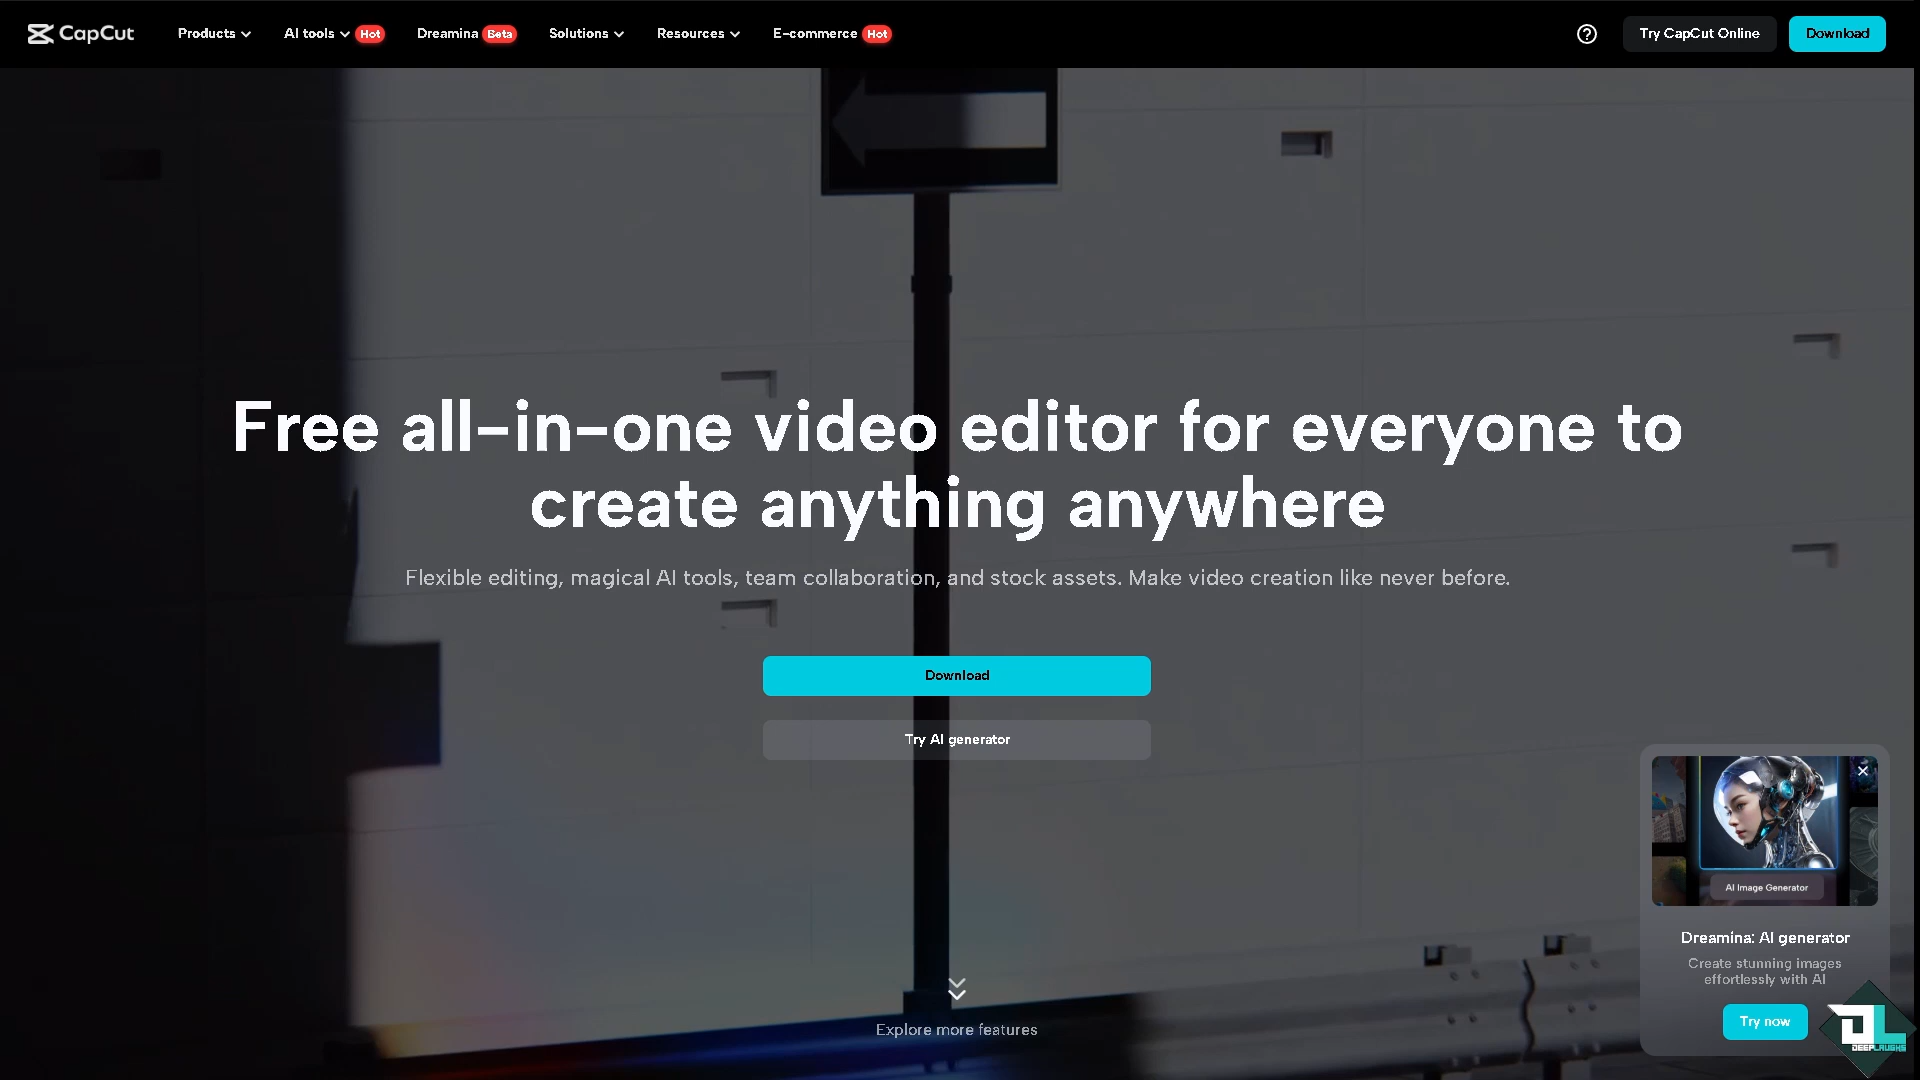 CapCut
Products
AI tools Hot
Dreamina Beta
Solutions
Resources
E-commerce Hot
Try CapCut Online
Download
Free all-in-one video editor for everyone to
create anything anywhere
Flexible editing, magical AI tools, team collaboration, and stock assets. Make video creation like never before.
Download
Try AI generator
Explore more features
AI Image Generator
Dreamina: AI generator
Create stunning images
effortlessly with AI
Try now
DL
DEEPLAUGHS